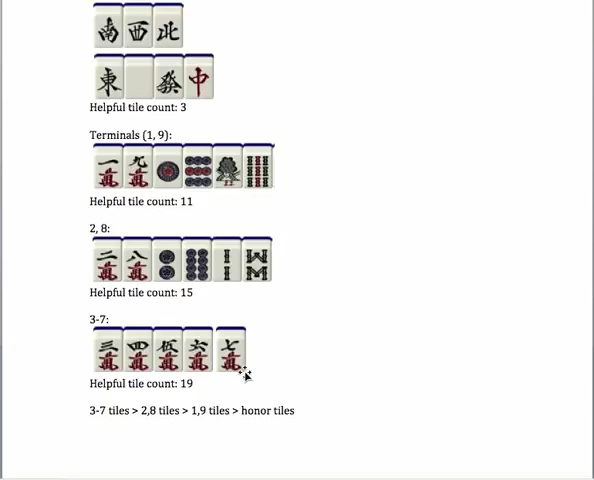 南 西 北
東 發 中
Helpful tile count: 3
Terminals (1, 9):
一萬 九萬
Helpful tile count: 11
2, 8:
二萬 八萬
Helpful tile count: 15
3-7:
三萬 四萬 伍萬 六萬 七萬
Helpful tile count: 19
3-7 tiles > 2,8 tiles > 1,9 tiles > honor tiles